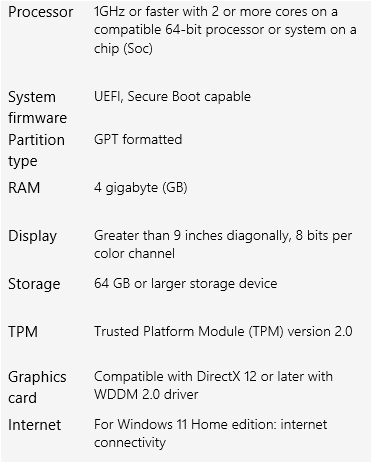 Processor 1GHz or faster with 2 or more cores on a
compatible 64-bit processor or system on a
chip (Soc)
System UEFI, Secure Boot capable
firmware
Partition GPT formatted
type
RAM 4 gigabyte (GB)
Display Greater than 9 inches diagonally, 8 bits per
color channel
Storage 64 GB or larger storage device
TPM Trusted Platform Module (TPM) version 2.0
Graphics Compatible with DirectX 12 or later with
card WDDM 2.0 driver
Internet For Windows 11 Home edition: internet
connectivity